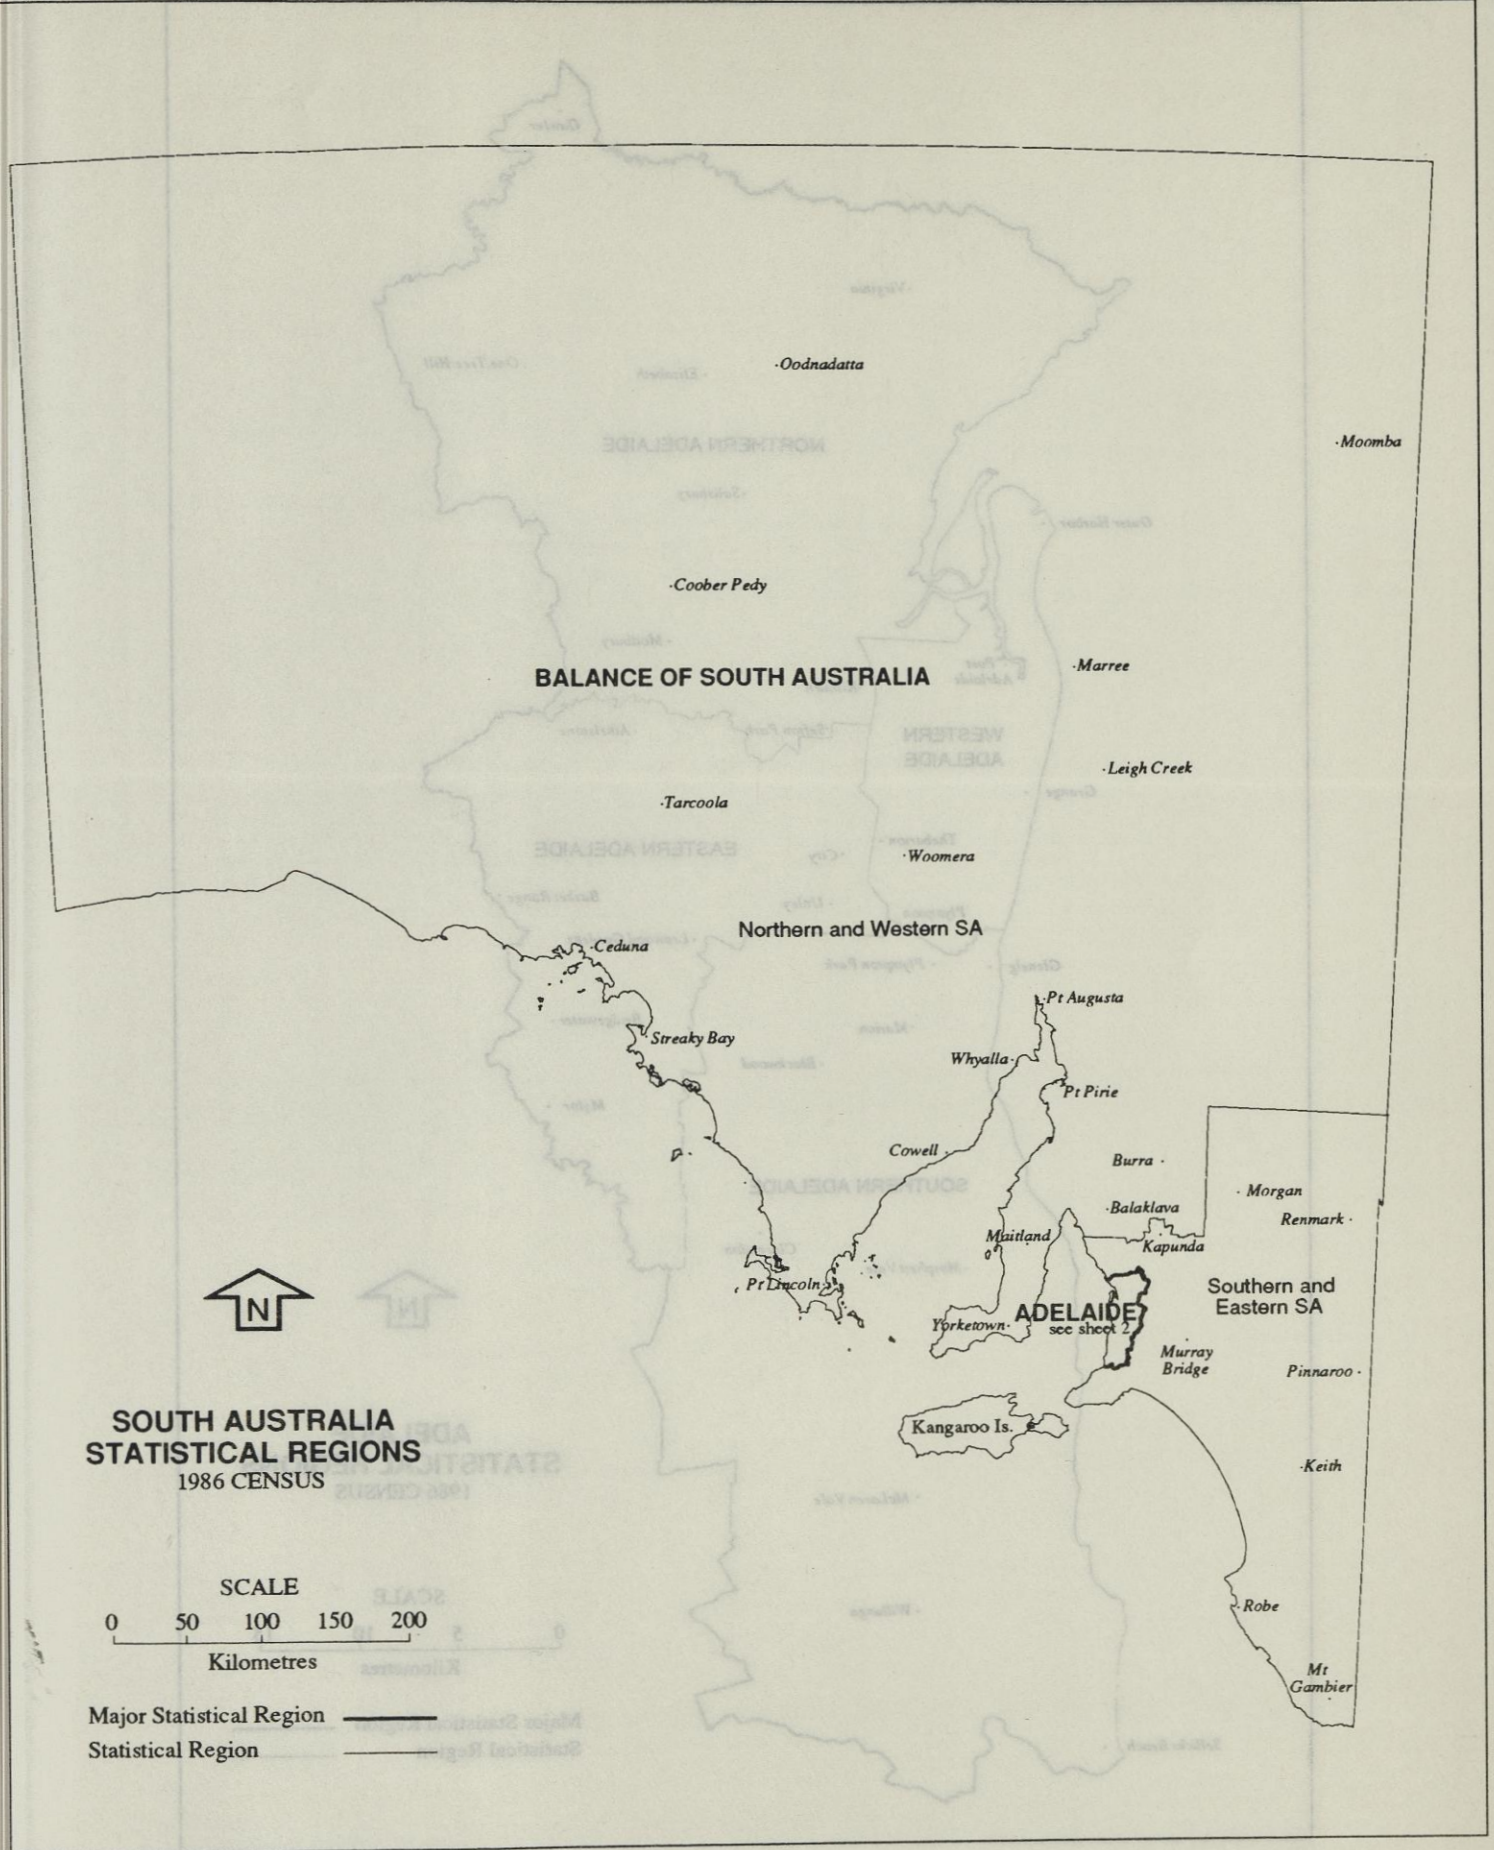 ·Oodnadatta
·Moomba
·Coober Pedy
·Marree
BALANCE OF SOUTH AUSTRALIA
·Leigh Creek
·Tarcoola
·Woomera
Northern and Western SA
·Ceduna
·Pt Augusta
·Streaky Bay
Whyalla·
Pt Pirie
Cowell·
Burra ·
· Morgan
·Balaklava
Renmark ·
Maitland
Kapunda
Pt Lincoln·
Southern and
Eastern SA
ADELAIDE
see sheet 2
Yorketown·
Murray
Bridge
Pinnaroo ·
Kangaroo Is.
·Keith
·Robe
Mt
Gambier
N
SOUTH AUSTRALIA
STATISTICAL REGIONS
1986 CENSUS
SCALE
0 50 100 150 200
Kilometres
Major Statistical Region
Statistical Region